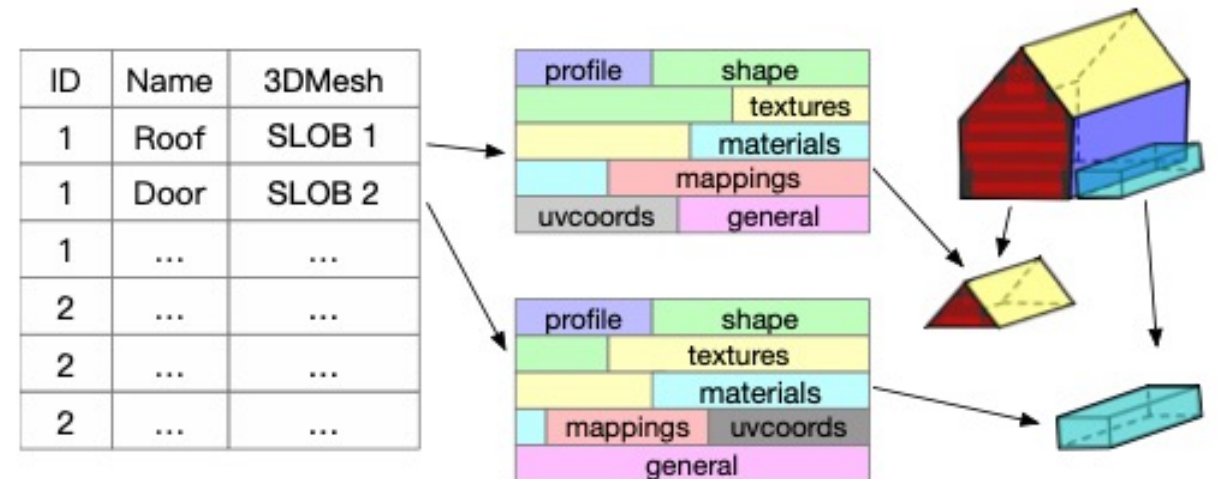 ID Name 3DMesh
1 Roof SLOB 1
1 Door SLOB 2
1 ... ...
2 ... ...
2 ... ...
2 ... ...
profile shape
textures
materials
mappings
uvcoords general
profile shape
textures
materials
mappings uvcoords
general